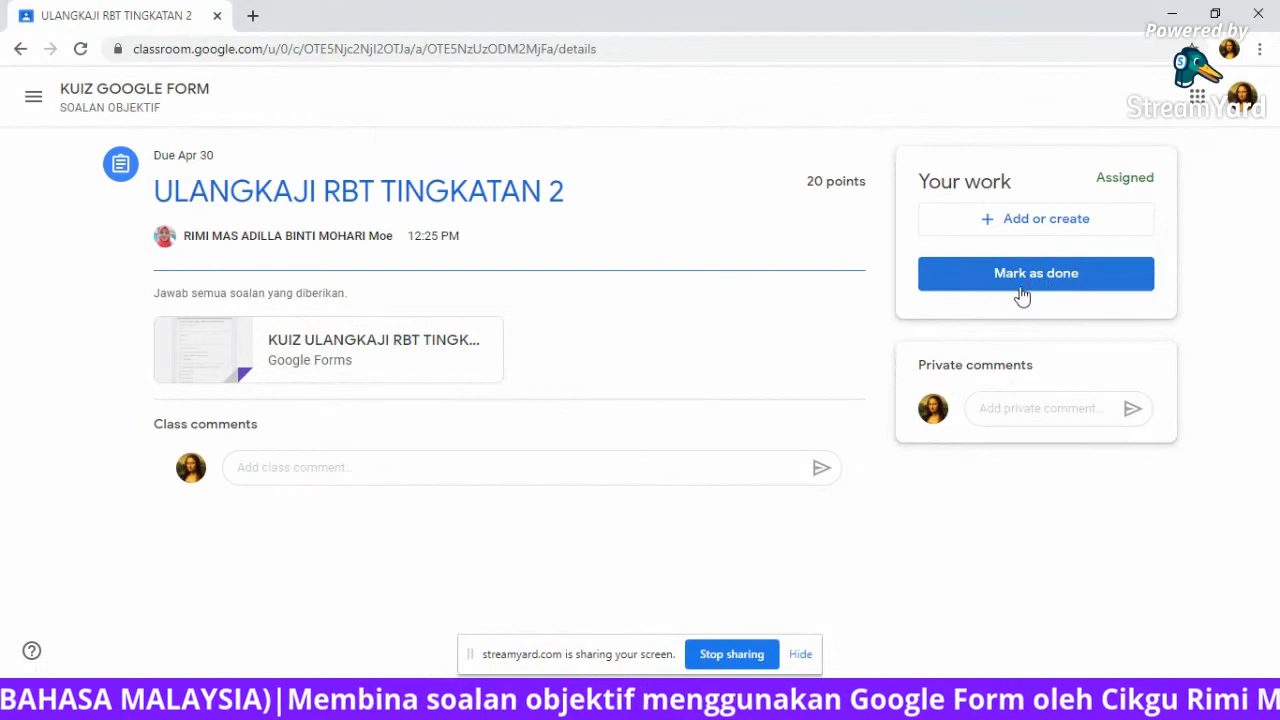 ULANGKAJI RBT TINGKATAN 2
classroom.google.com/u/0/c/OTE5Njc2NjI2OTJa/a/OTE5NzUzODM2MjFa/details
Powered by
StreamYard
KUIZ GOOGLE FORM
SOALAN OBJEKTIF
Due Apr 30
ULANGKAJI RBT TINGKATAN 2
20 points
RIMI MAS ADILLA BINTI MOHARI Moe 12:25 PM
Jawab semua soalan yang diberikan.
KUIZ ULANGKAJI RBT TINGK...
Google Forms
Class comments
Add class comment...
Your work
Assigned
+ Add or create
Mark as done
Private comments
Add private comment...
streamyard.com is sharing your screen.
Stop sharing
Hide
BAHASA MALAYSIA)|Membina soalan objektif menggunakan Google Form oleh Cikgu Rimi M